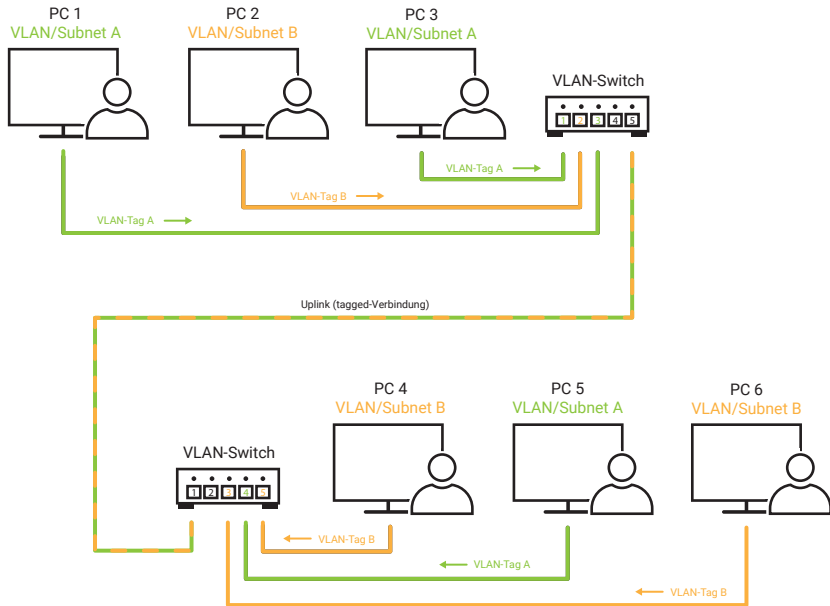 PC 1
VLAN/Subnet A
PC 2
VLAN/Subnet B
PC 3
VLAN/Subnet A
VLAN-Switch
1 2 3 4 5
VLAN-Tag A
VLAN-Tag B
VLAN-Tag A
Uplink (tagged-Verbindung)
PC 4
VLAN/Subnet B
PC 5
VLAN/Subnet A
PC 6
VLAN/Subnet B
VLAN-Switch
1 2 3 4 5
VLAN-Tag B
VLAN-Tag A
VLAN-Tag B